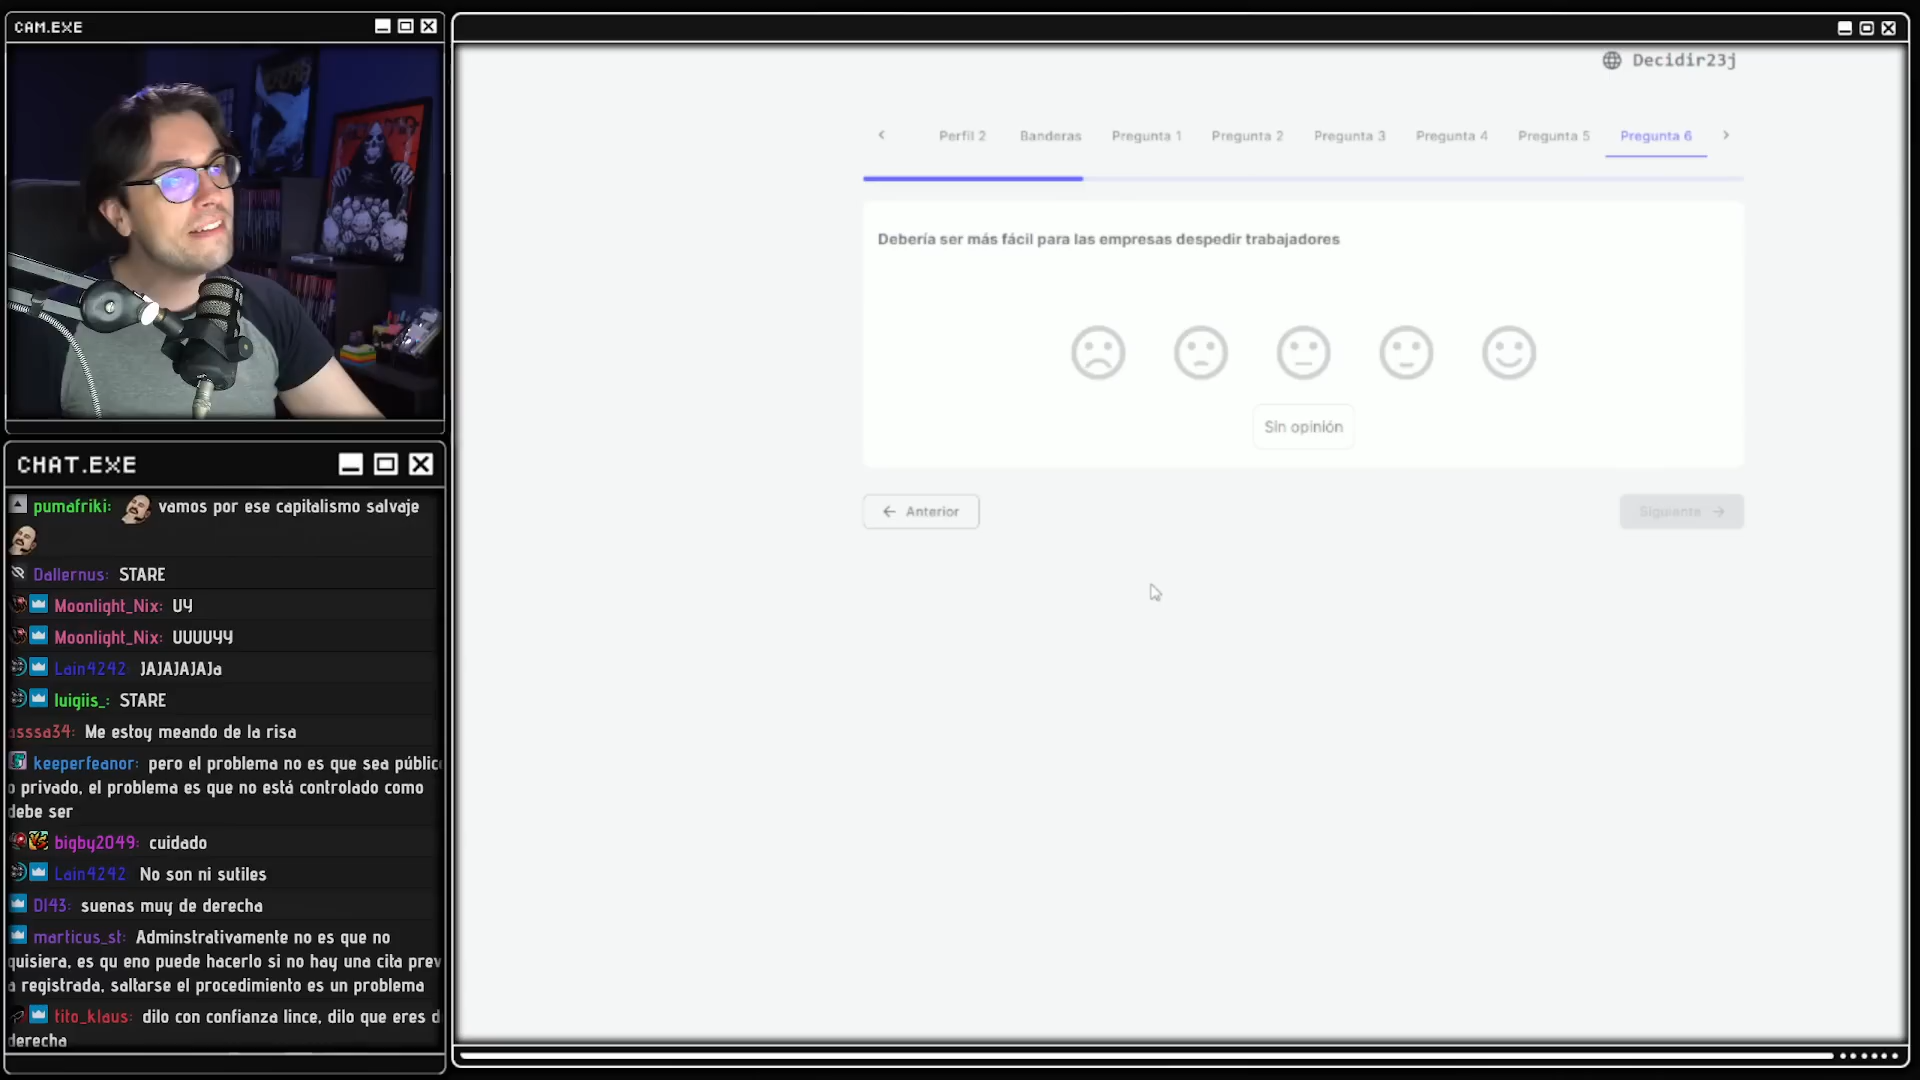 CAM.EXE
Decidir23j
Perfil 2 Banderas Pregunta 1 Pregunta 2 Pregunta 3 Pregunta 4 Pregunta 5 Pregunta 6
Debería ser más fácil para las empresas despedir trabajadores
Sin opinión
Anterior
Siguiente
CHAT.EXE
pumafriki: vamos por ese capitalismo salvaje
Dallernus: STARE
Moonlight_Nix: UY
Moonlight_Nix: UUUUYY
Lain4242: JAJAJAJAJa
luigiis_: STARE
asssa34: Me estoy meando de la risa
keeperfeanor: pero el problema no es que sea públic
o privado, el problema es que no está controlado como
debe ser
bigby2049: cuidado
Lain4242: No son ni sutiles
D143: suenas muy de derecha
marticus_st: Adminstrativamente no es que no
quisiera, es qu eno puede hacerlo si no hay una cita prev
a registrada, saltarse el procedimiento es un problema
tito_klaus: dilo con confianza lince, dilo que eres d
derecha